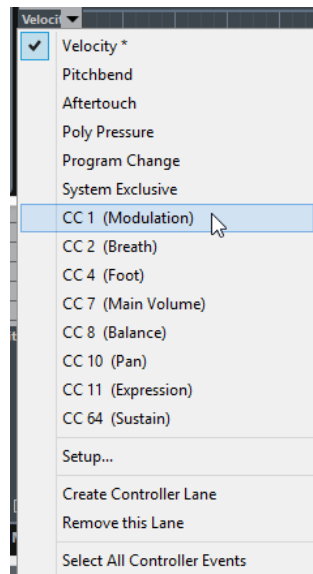 Velocit
Velocity *
Pitchbend
Aftertouch
Poly Pressure
Program Change
System Exclusive
CC 1 (Modulation)
CC 2 (Breath)
CC 4 (Foot)
CC 7 (Main Volume)
CC 8 (Balance)
CC 10 (Pan)
CC 11 (Expression)
CC 64 (Sustain)
Setup...
Create Controller Lane
Remove this Lane
Select All Controller Events